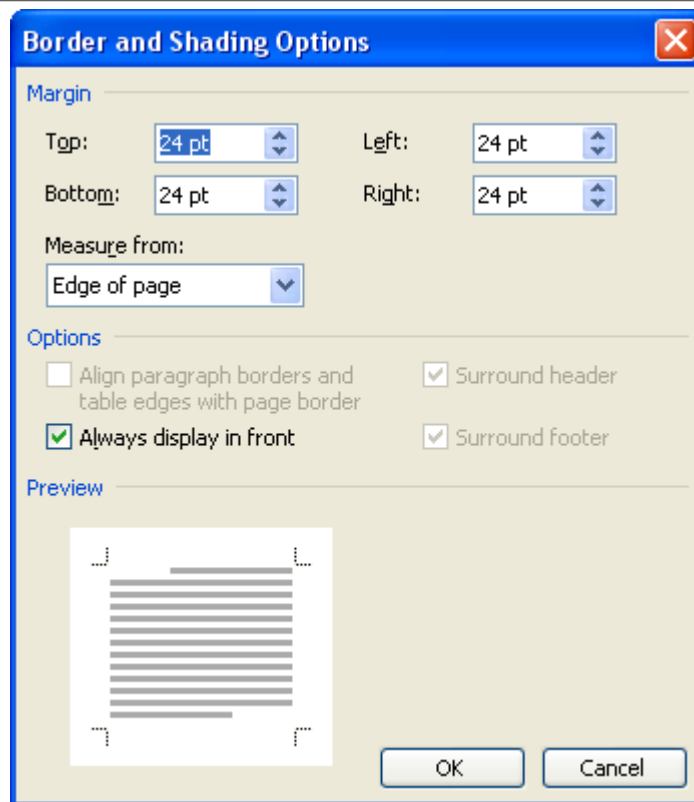 Border and Shading Options
Margin
Top: 24 pt Left: 24 pt
Bottom: 24 pt Right: 24 pt
Measure from:
Edge of page
Options
Align paragraph borders and Surround header
table edges with page border
Always display in front Surround footer
Preview
OK Cancel